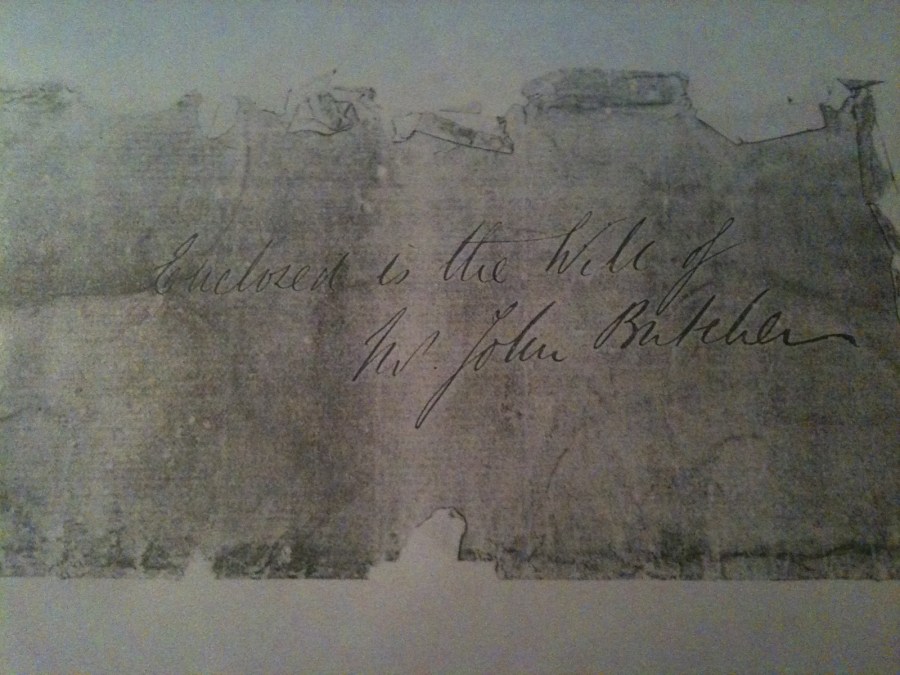 Enclosed is the Will of
Mr. John Butcher